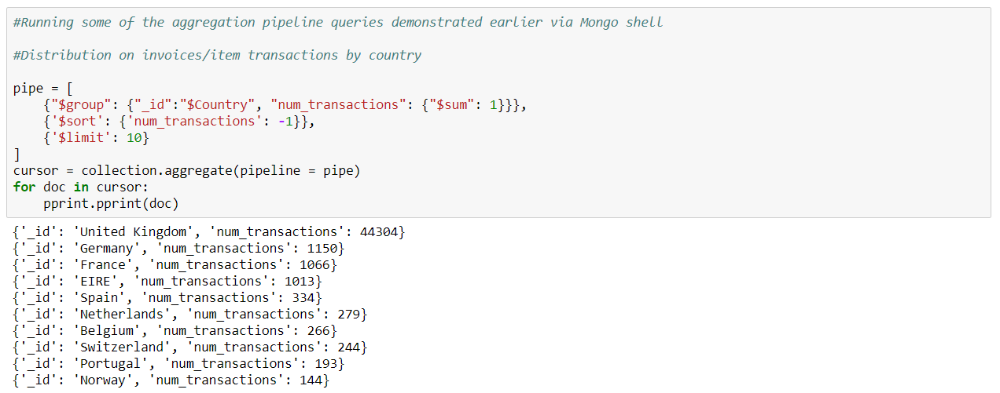 #Running some of the aggregation pipeline queries demonstrated earlier via Mongo shell
#Distribution on invoices/item transactions by country
pipe = [
    {"$group": {"_id":"$Country", "num_transactions": {"$sum": 1}}},
    {'$sort': {'num_transactions': -1}},
    {'$limit': 10}
]
cursor = collection.aggregate(pipeline = pipe)
for doc in cursor:
    pprint.pprint(doc)
{'_id': 'United Kingdom', 'num_transactions': 44304}
{'_id': 'Germany', 'num_transactions': 1150}
{'_id': 'France', 'num_transactions': 1066}
{'_id': 'EIRE', 'num_transactions': 1013}
{'_id': 'Spain', 'num_transactions': 334}
{'_id': 'Netherlands', 'num_transactions': 279}
{'_id': 'Belgium', 'num_transactions': 266}
{'_id': 'Switzerland', 'num_transactions': 244}
{'_id': 'Portugal', 'num_transactions': 193}
{'_id': 'Norway', 'num_transactions': 144}